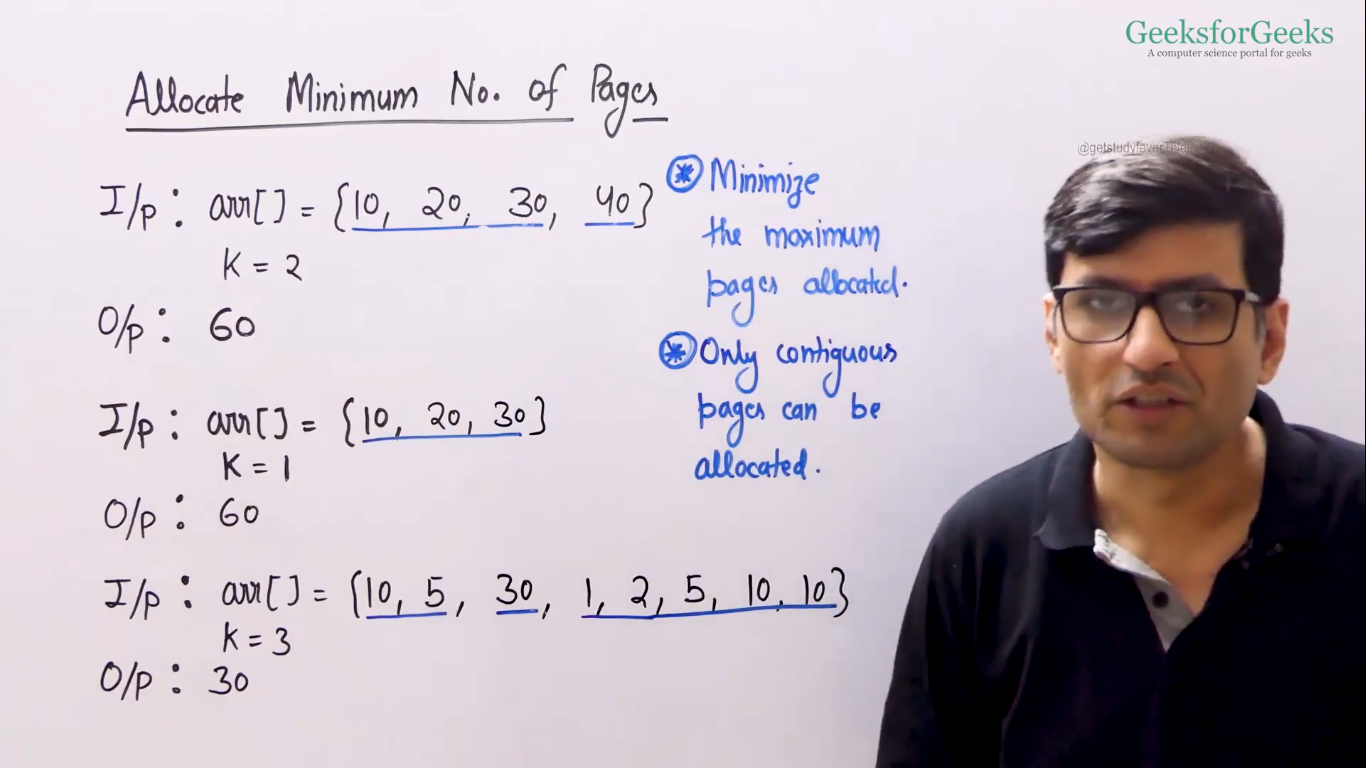 GeeksforGeeks
A computer science portal for geeks
Allocate Minimum No. of Pages
I/p : arr[] = {10, 20, 30, 40}
K = 2
O/p : 60
I/p : arr[] = {10, 20, 30}
K = 1
O/p : 60
I/p : arr[] = {10, 5, 30, 1, 2, 5, 10, 10}
K = 3
O/p : 30
* Minimize
the maximum
pages allocated.
* Only contiguous
pages can be
allocated.